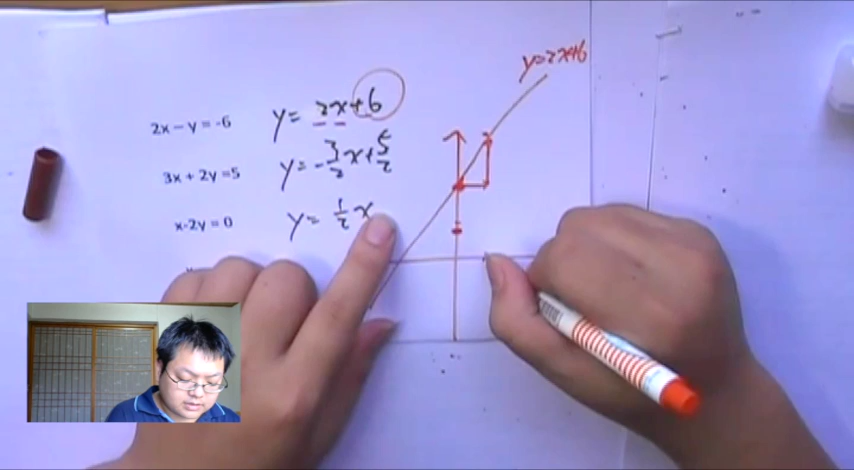 y=2x+6
2x-y=-6 y=2x+6
3x+2y=5 y=-3/2x+5/2
x-2y=0 y=1/2x